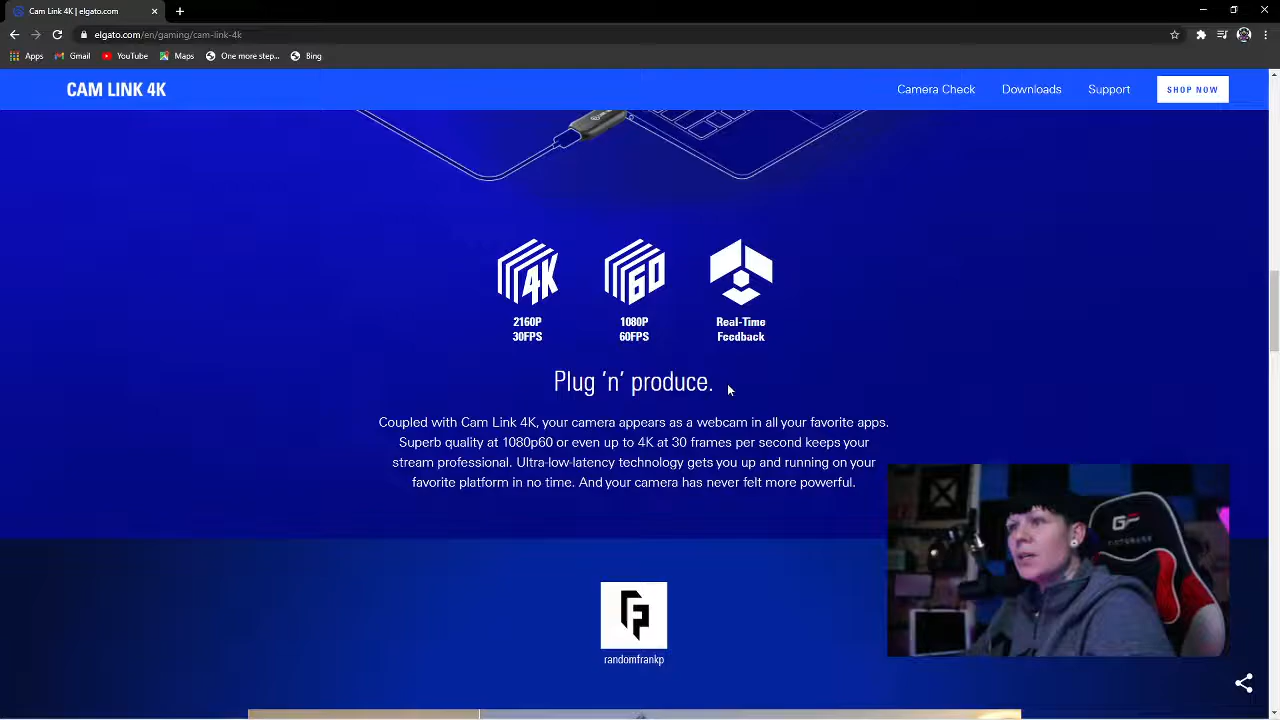 Cam Link 4K | elgato.com
elgato.com/en/gaming/cam-link-4k
Apps Gmail YouTube Maps One more step... Bing
CAM LINK 4K
Camera Check Downloads Support SHOP NOW
4K 60
2160P 1080P Real-Time
30FPS 60FPS Feedback
Plug 'n' produce.
Coupled with Cam Link 4K, your camera appears as a webcam in all your favorite apps.
Superb quality at 1080p60 or even up to 4K at 30 frames per second keeps your
stream professional. Ultra-low-latency technology gets you up and running on your
favorite platform in no time. And your camera has never felt more powerful.
randomfrankp